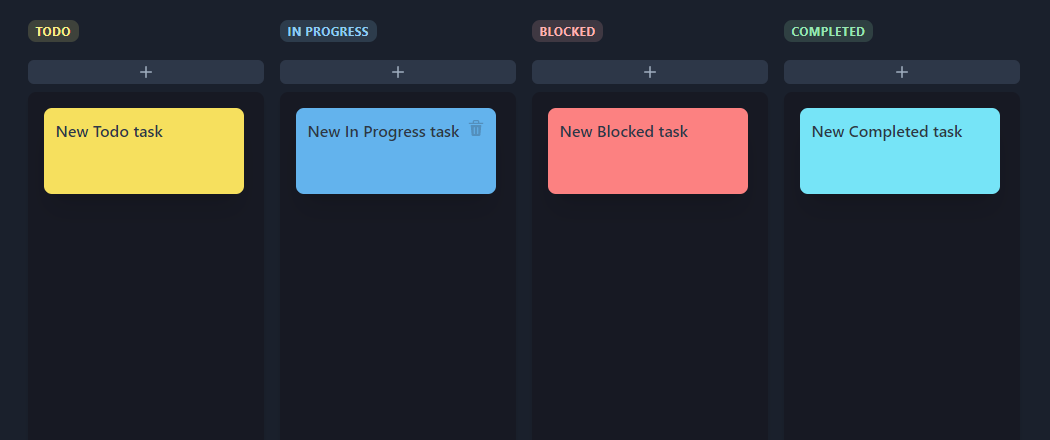 TODO
IN PROGRESS
BLOCKED
COMPLETED
+
+
+
+
New Todo task
New In Progress task
New Blocked task
New Completed task